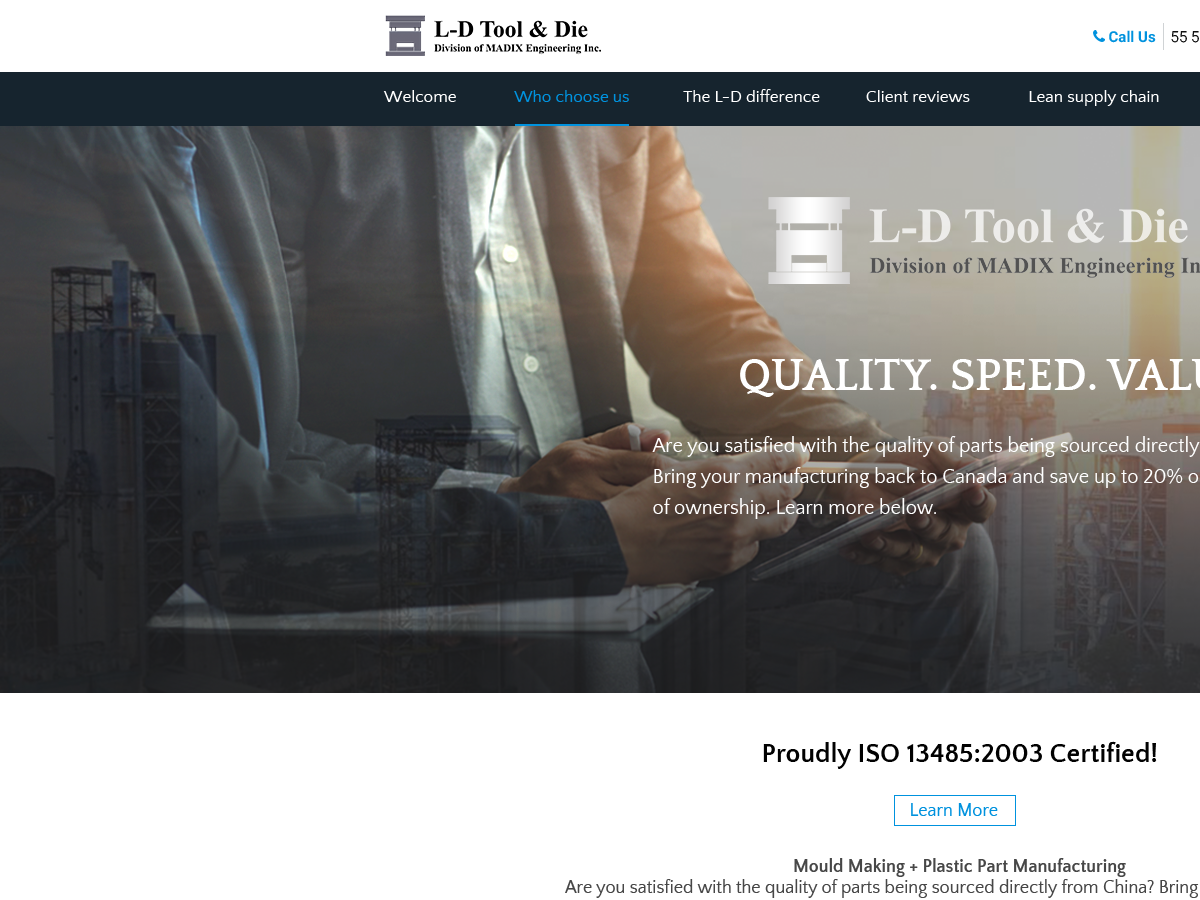 L-D Tool & Die
Division of MADIX Engineering Inc.
Call Us
55 5
Welcome
Who choose us
The L-D difference
Client reviews
Lean supply chain
L-D Tool & Die
Division of MADIX Engineering In
QUALITY. SPEED. VALU
Are you satisfied with the quality of parts being sourced directly
Bring your manufacturing back to Canada and save up to 20% o
of ownership. Learn more below.
Proudly ISO 13485:2003 Certified!
Learn More
Mould Making + Plastic Part Manufacturing
Are you satisfied with the quality of parts being sourced directly from China? Bring